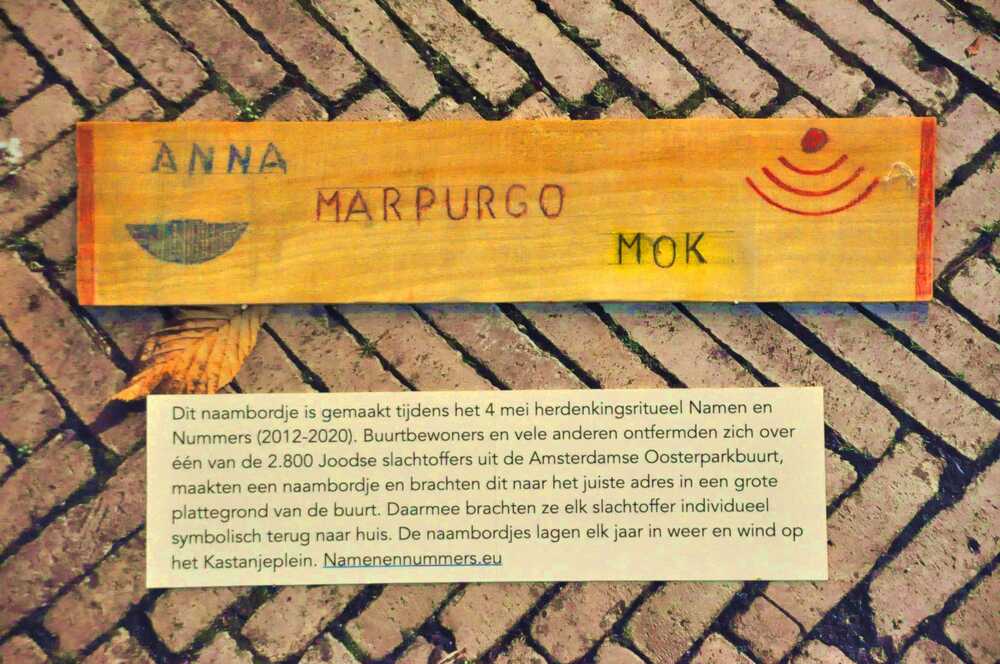 ANNA
MARPURGO
MOK
Dit naambordje is gemaakt tijdens het 4 mei herdenkingsritueel Namen en
Nummers (2012-2020). Buurtbewoners en vele anderen ontfermden zich over
één van de 2.800 Joodse slachtoffers uit de Amsterdamse Oosterparkbuurt,
maakten een naambordje en brachten dit naar het juiste adres in een grote
plattegrond van de buurt. Daarmee brachten ze elk slachtoffer individueel
symbolisch terug naar huis. De naambordjes lagen elk jaar in weer en wind op
het Kastanjeplein. Namenennummers.eu